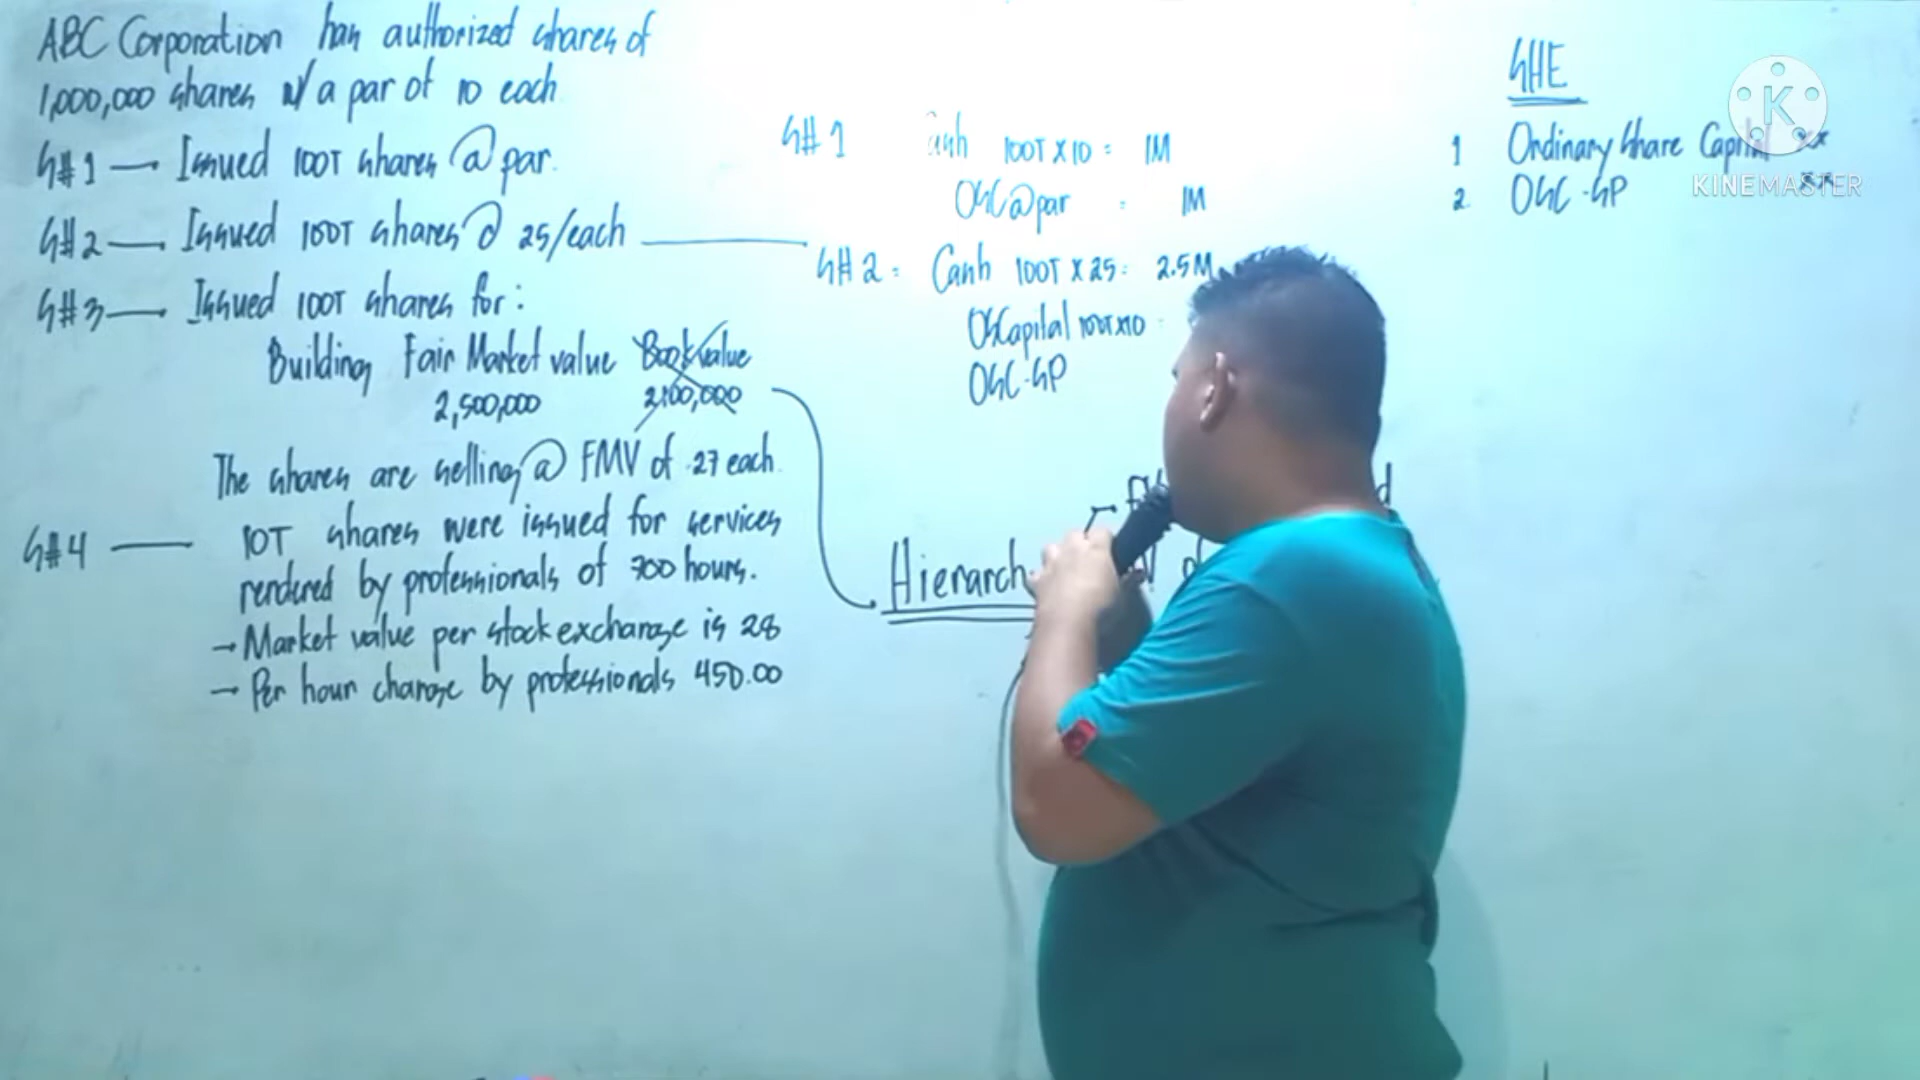 ABC Corporation has authorized shares of
1,000,000 shares w/ a par of 10 each
S#1 — Issued 100T shares @ par.
S#2 — Issued 100T shares @ 25/each
S#3 — Issued 100T shares for:
Building Fair Market value Book value
2,500,000 2,100,000
The shares are selling @ FMV of 27 each.
S#4 — 10T shares were issued for services
rendered by professionals of 700 hours.
→ Market value per stock exchange is 28
→ Per hour charge by professionals 450.00
S#1 Cash 100T x 10 = 1M
OSC@par = 1M
S#2 = Cash 100T x 25 = 2.5M
OSCapital 100Tx10
OSC-SP
SHE
1 Ordinary Share Capital xx
2. OSC-SP xx
KINEMASTER
K